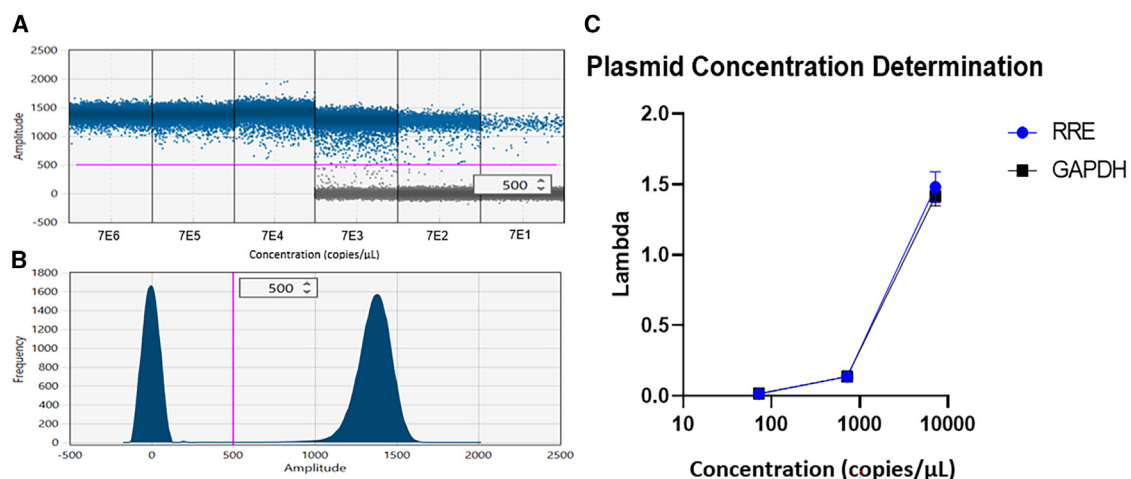 A
2500
2000
1500
1000
500
0
-500
Amplitude
500
7E6 7E5 7E4 7E3 7E2 7E1
Concentration (copies/µL)
B
1800
1600
1400
1200
1000
800
600
400
200
0
Frequency
500
-500 0 500 1000 1500 2000 2500
Amplitude
C
Plasmid Concentration Determination
2.0
1.5
1.0
0.5
0.0
Lambda
RRE
GAPDH
10 100 1000 10000
Concentration (copies/µL)